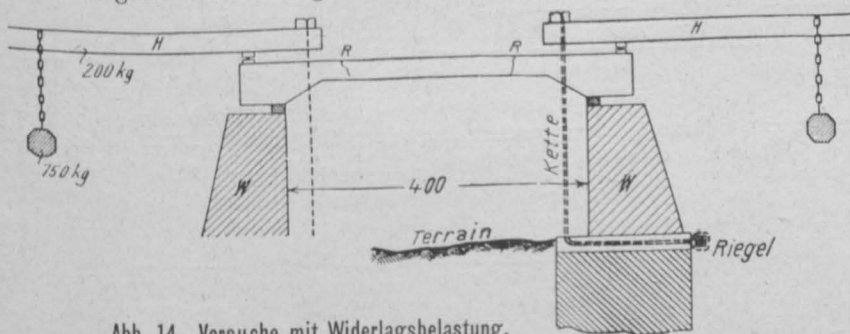 H
H
R
R
200 kg
750 kg
Kette
W
400
W
Terrain
Riegel
Abb. 14. Versuche mit Widerlagsbelastung.